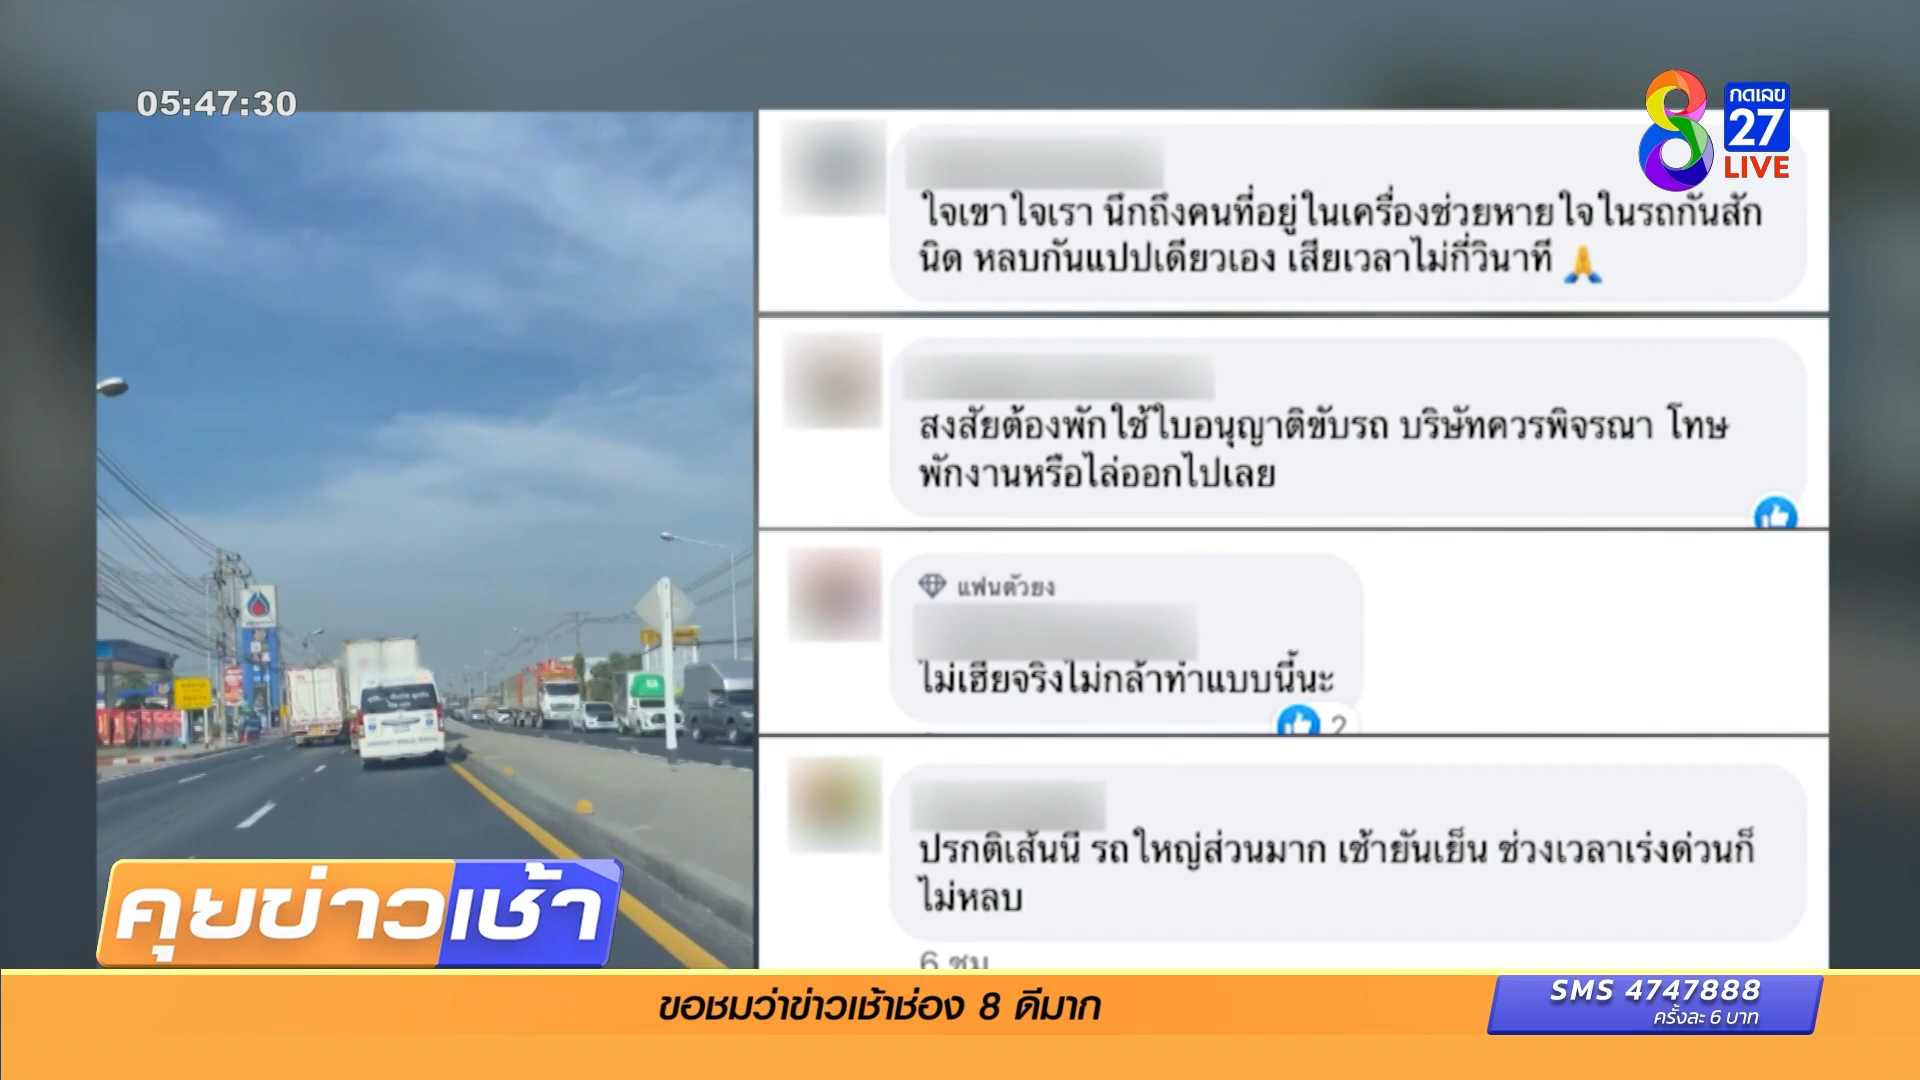 05:47:30
กดเลข
27
LIVE
ใจเขาใจเรา นึกถึงคนที่อยู่ในเครื่องช่วยหายใจในรถกันสัก
นิด หลบกันแปปเดียวเอง เสียเวลาไม่กี่วินาที 🙏
สงสัยต้องพักใช้ใบอนุญาติขับรถ บริษัทควรพิจรณา โทษ
พักงานหรือไล่ออกไปเลย
แฟนตัวยง
ไม่เฮียจริงไม่กล้าทำแบบนี้นะ
2
ปรกติเส้นนี้ รถใหญ่ส่วนมาก เช้ายันเย็น ช่วงเวลาเร่งด่วนก็
ไม่หลบ
6 ชม
คุยข่าวเช้า
ขอชมว่าข่าวเช้าช่อง 8 ดีมาก
SMS 4747888
ครั้งละ 6 บาท